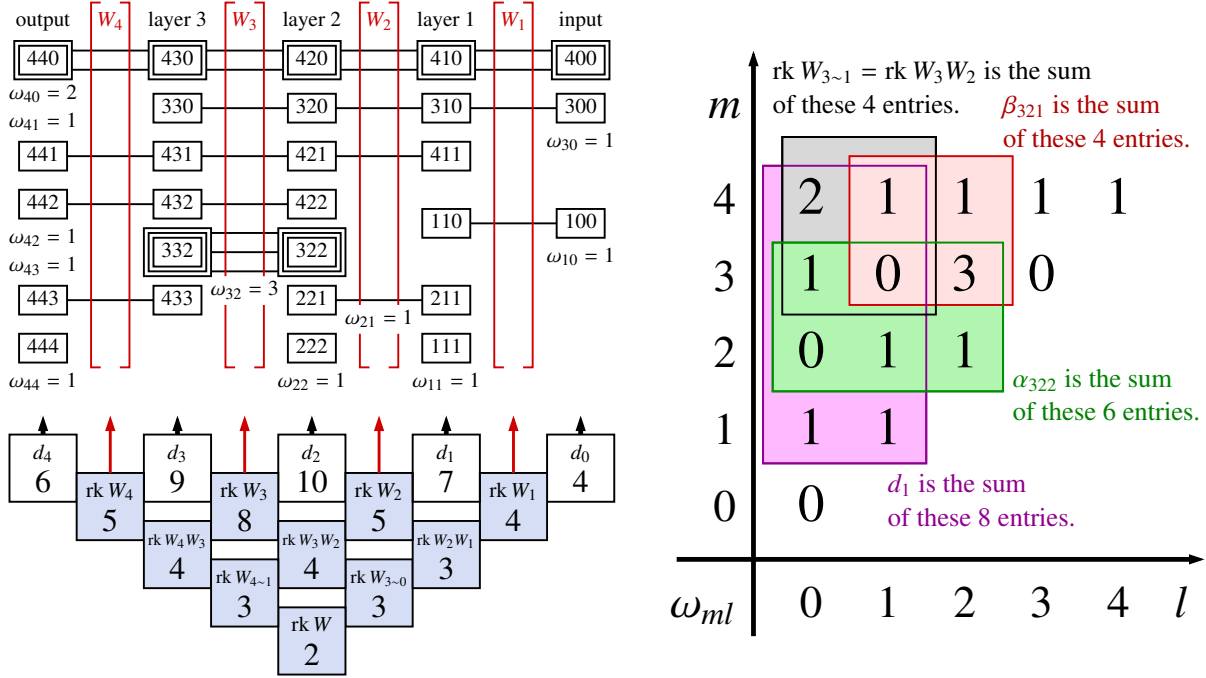 output W₄ layer 3 W₃ layer 2 W₂ layer 1 W₁ input
440 430 420 410 400
ω₄₀ = 2
330 320 310 300
ω₄₁ = 1
ω₃₀ = 1
441 431 421 411
442 432 422
110 100
ω₄₂ = 1
332 322
ω₁₀ = 1
ω₄₃ = 1
ω₃₂ = 3
443 433 221 211
ω₂₁ = 1
444 222 111
ω₄₄ = 1 ω₂₂ = 1 ω₁₁ = 1
d₄ d₃ d₂ d₁ d₀
6 9 10 7 4
rk W₄ rk W₃ rk W₂ rk W₁
5 8 5 4
rk W₄W₃ rk W₃W₂ rk W₂W₁
4 4 3
rk W₄~₁ rk W₃~₀
3 3
rk W
2
rk W₃~₁ = rk W₃W₂ is the sum
of these 4 entries.
β₃₂₁ is the sum
of these 4 entries.
m
4 2 1 1 1 1
3 1 0 3 0
2 0 1 1
α₃₂₂ is the sum
of these 6 entries.
1 1 1
d₁ is the sum
of these 8 entries.
0 0
ωₘₗ 0 1 2 3 4 l